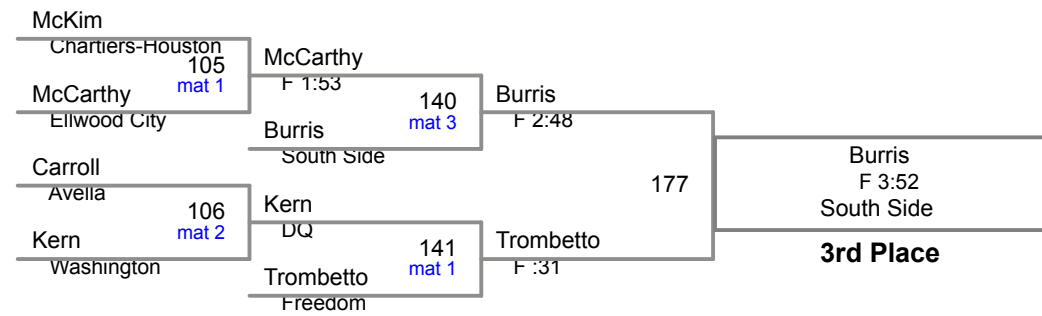 McKim
Chartiers-Houston
105
mat 1
McCarthy
Ellwood City
Carroll
Avella
106
mat 2
Kern
Washington
McCarthy
F 1:53
140
mat 3
Burris
South Side
Kern
DQ
141
mat 1
Trombetto
Freedom
Burris
F 2:48
177
Trombetto
F :31
Burris
F 3:52
South Side
3rd Place